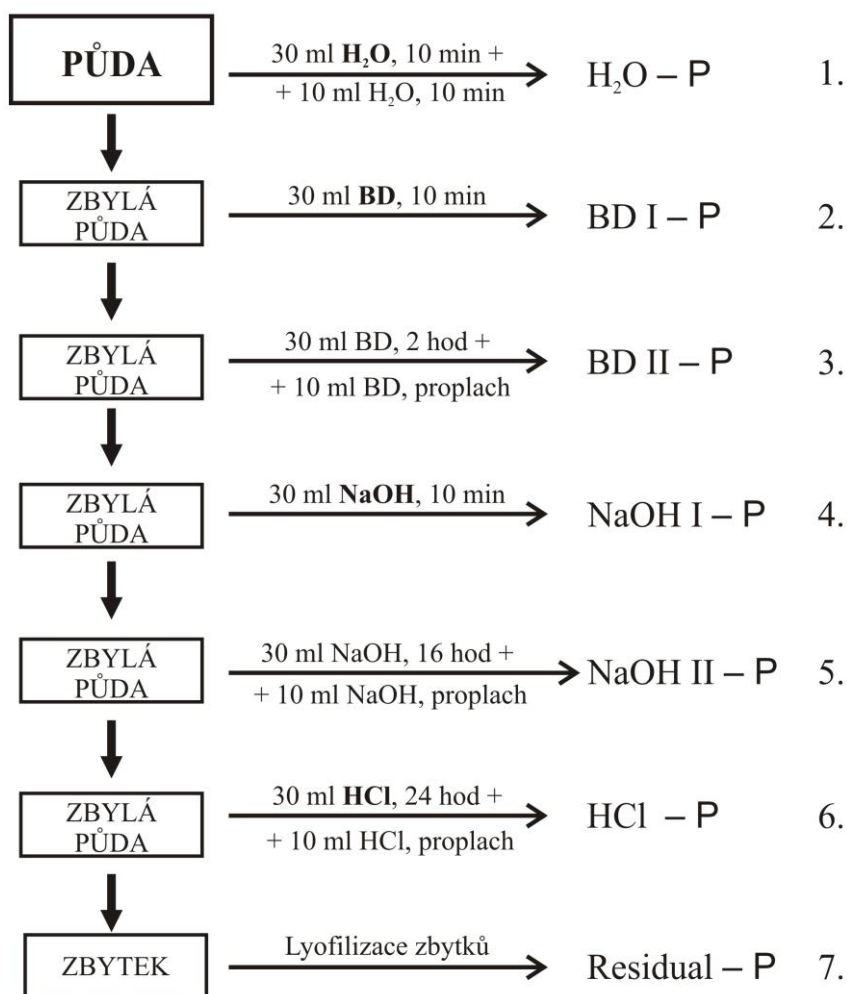 PŮDA
30 ml H₂O, 10 min +
+ 10 ml H₂O, 10 min
H₂O – P
1.
ZBYLÁ
PŮDA
30 ml BD, 10 min
BD I – P
2.
ZBYLÁ
PŮDA
30 ml BD, 2 hod +
+ 10 ml BD, proplach
BD II – P
3.
ZBYLÁ
PŮDA
30 ml NaOH, 10 min
NaOH I – P
4.
ZBYLÁ
PŮDA
30 ml NaOH, 16 hod +
+ 10 ml NaOH, proplach
NaOH II – P
5.
ZBYLÁ
PŮDA
30 ml HCl, 24 hod +
+ 10 ml HCl, proplach
HCl – P
6.
ZBYTEK
Lyofilizace zbytků
Residual – P
7.